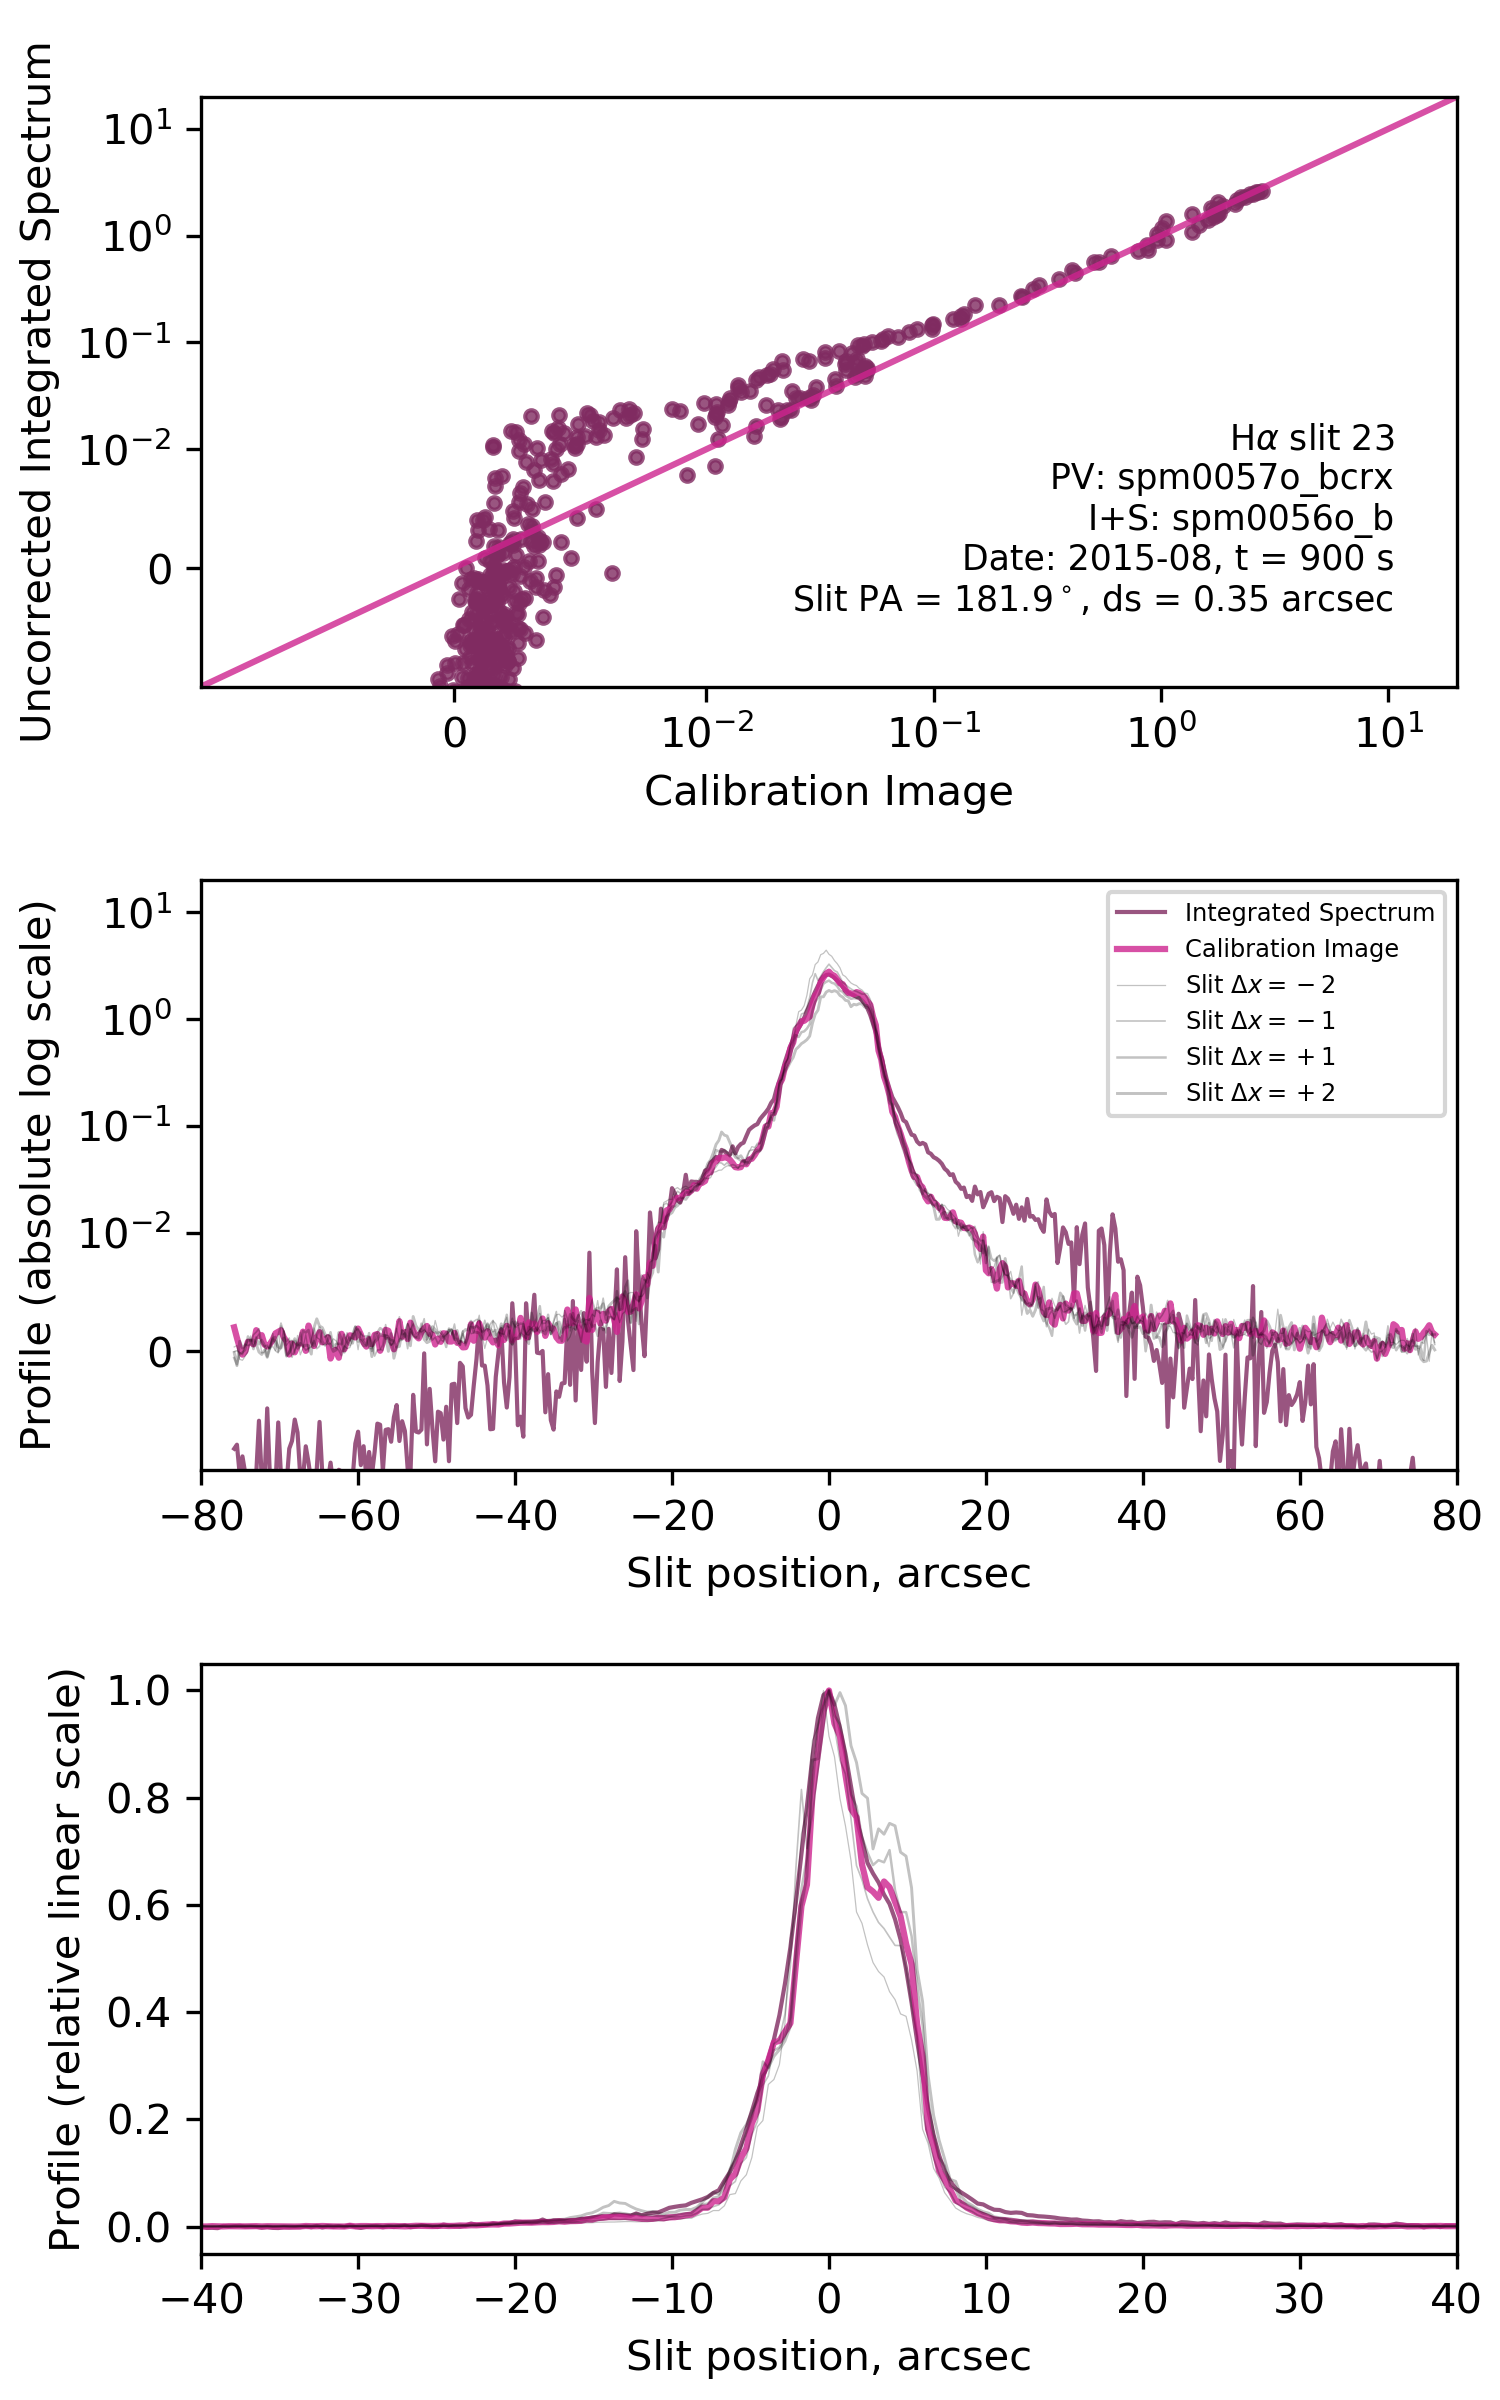 Uncorrected Integrated Spectrum
10¹
10⁰
10⁻¹
10⁻²
0
Hα slit 23
PV: spm0057o_bcrx
I+S: spm0056o_b
Date: 2015-08, t = 900 s
Slit PA = 181.9°, ds = 0.35 arcsec
0 10⁻² 10⁻¹ 10⁰ 10¹
Calibration Image
Profile (absolute log scale)
10¹
10⁰
10⁻¹
10⁻²
0
Integrated Spectrum
Calibration Image
Slit Δx = −2
Slit Δx = −1
Slit Δx = +1
Slit Δx = +2
−80 −60 −40 −20 0 20 40 60 80
Slit position, arcsec
Profile (relative linear scale)
1.0
0.8
0.6
0.4
0.2
0.0
−40 −30 −20 −10 0 10 20 30 40
Slit position, arcsec